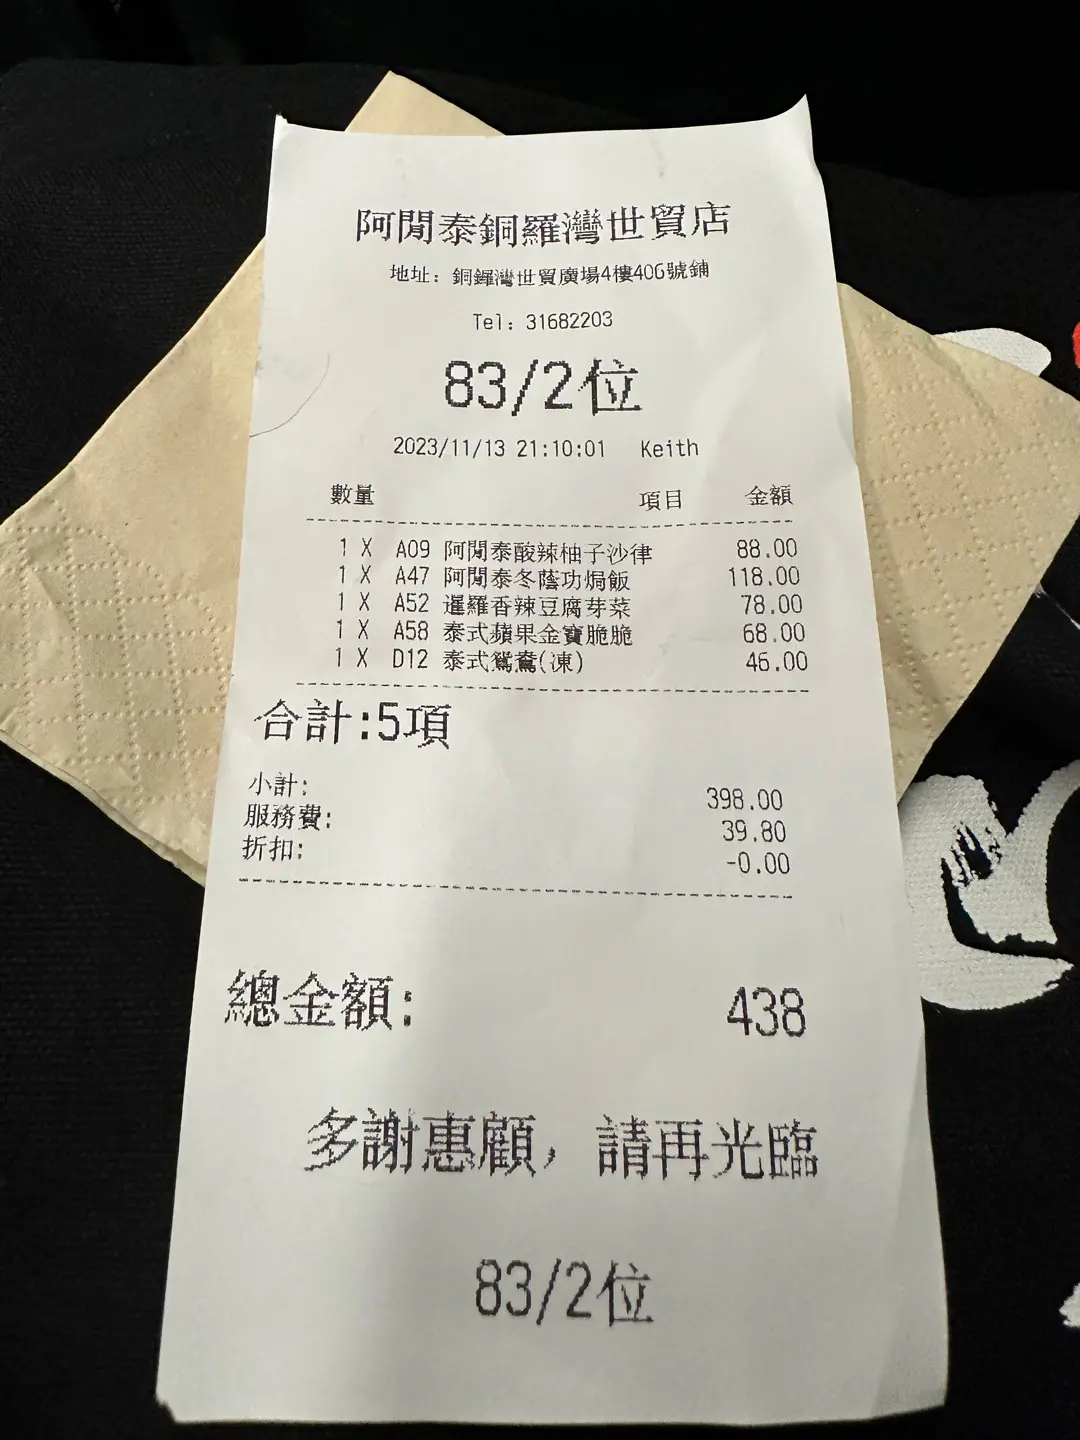 阿閒泰銅羅灣世貿店
地址：銅鑼灣世貿廣場4樓406號鋪
Tel：31682203
83/2位
2023/11/13 21:10:01 Keith
數量 項目 金額
1 X A09 阿閒泰酸辣柚子沙律 88.00
1 X A47 阿閒泰冬蔭功焗飯 118.00
1 X A52 暹羅香辣豆腐芽菜 78.00
1 X A58 泰式蘋果金寶脆脆 68.00
1 X D12 泰式鴛鴦(凍) 46.00
合計:5項
小計: 398.00
服務費: 39.80
折扣: -0.00
總金額: 438
多謝惠顧，請再光臨
83/2位